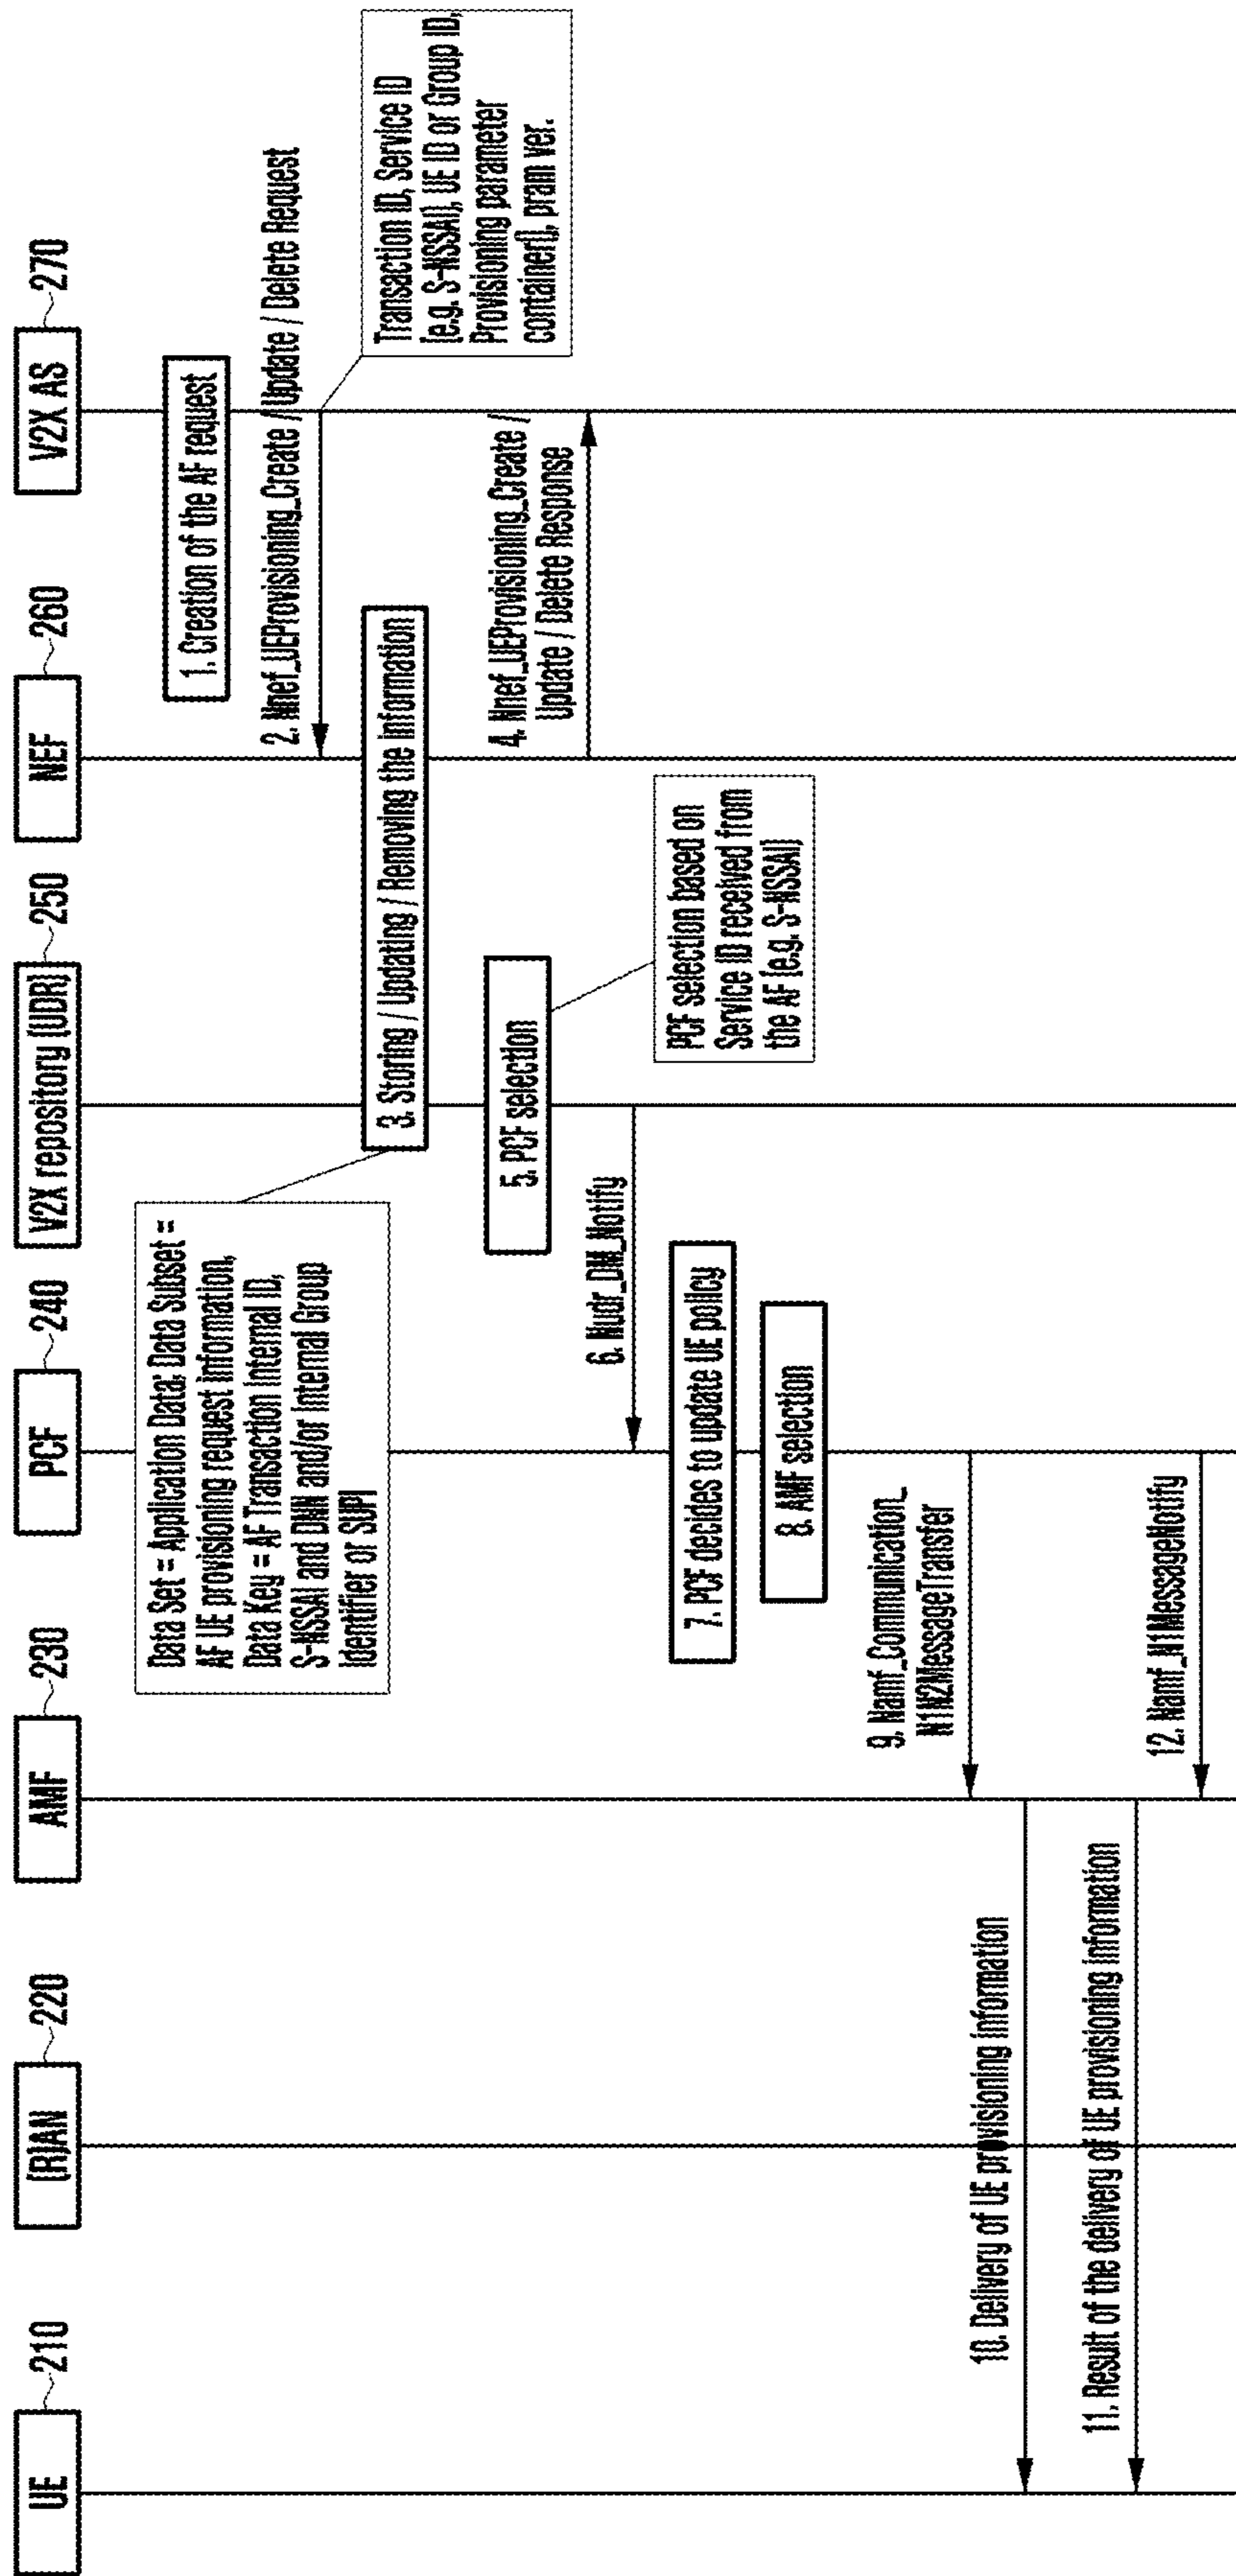 UE
210
(R)AN
220
AMF
230
PCF
240
V2X repository (UDR)
250
NEF
260
V2X AS
270
1. Creation of the AF request
2. Nnef_UEProvisioning_Create / Update / Delete Request
Transaction ID, Service ID
(e.g. S-NSSAI), UE ID or Group ID,
Provisioning parameter
container(), pram ver.
Data Set = Application Data; Data Subset =
AF UE provisioning request information,
Data Key = AF Transaction Internal ID,
S-NSSAI and DNN and/or Internal Group
Identifier or SUPI
3. Storing / Updating / Removing the information
4. Nnef_UEProvisioning_Create /
Update / Delete Response
5. PCF selection
PCF selection based on
Service ID received from
the AF (e.g. S-NSSAI)
6. Nudr_DM_Notify
7. PCF decides to update UE policy
8. AMF selection
9. Namf_Communication_
N1N2MessageTransfer
10. Delivery of UE provisioning information
11. Result of the delivery of UE provisioning information
12. Namf_N1MessageNotify